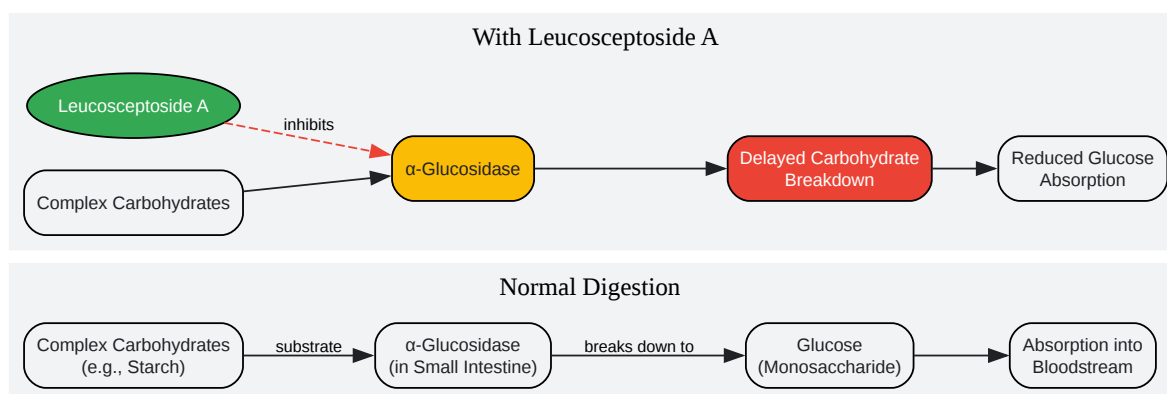 With Leucosceptoside A
Leucosceptoside A
inhibits
Complex Carbohydrates
α-Glucosidase
Delayed Carbohydrate
Breakdown
Reduced Glucose
Absorption
Normal Digestion
Complex Carbohydrates
(e.g., Starch)
substrate
α-Glucosidase
(in Small Intestine)
breaks down to
Glucose
(Monosaccharide)
Absorption into
Bloodstream